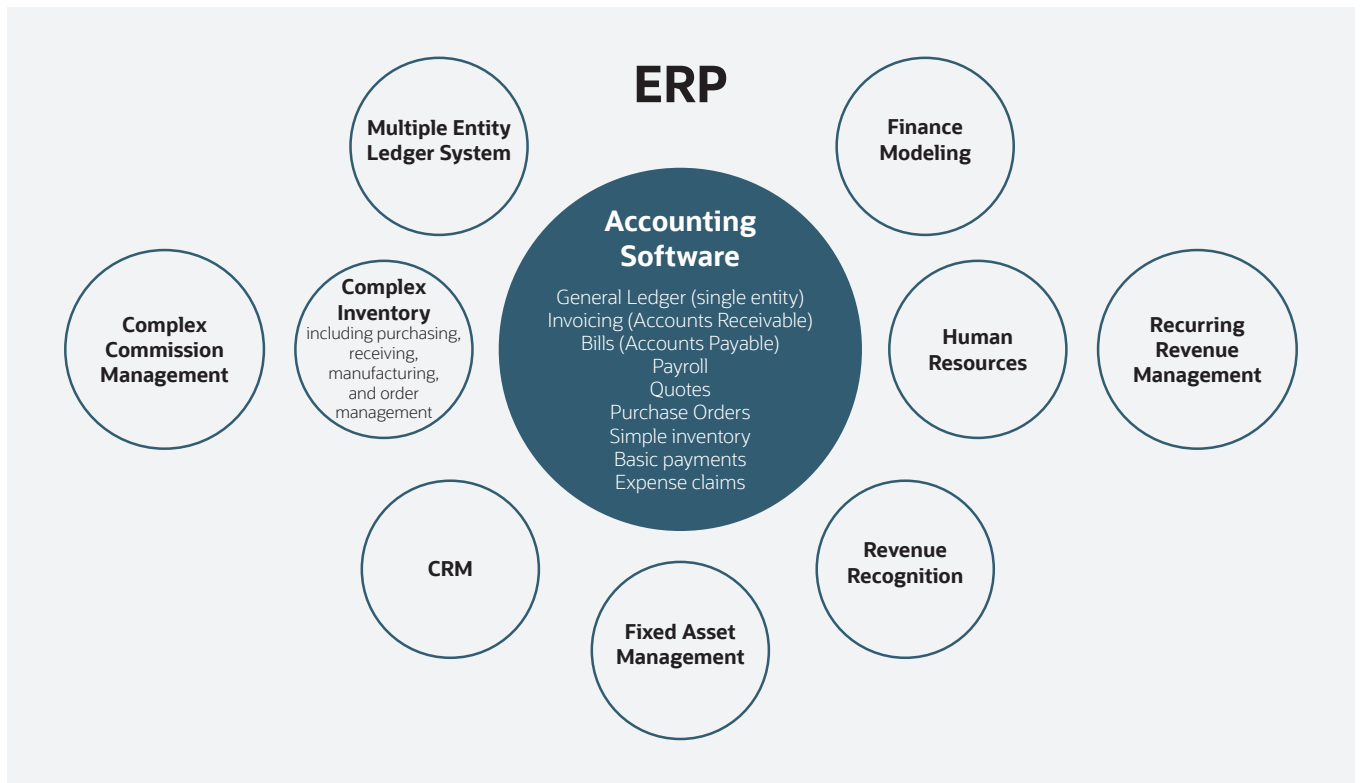 ERP
Multiple Entity
Ledger System
Finance
Modeling
Accounting
Software
General Ledger (single entity)
Invoicing (Accounts Receivable)
Bills (Accounts Payable)
Payroll
Quotes
Purchase Orders
Simple inventory
Basic payments
Expense claims
Complex
Commission
Management
Complex
Inventory
including purchasing,
receiving,
manufacturing,
and order
management
Human
Resources
Recurring
Revenue
Management
CRM
Fixed Asset
Management
Revenue
Recognition